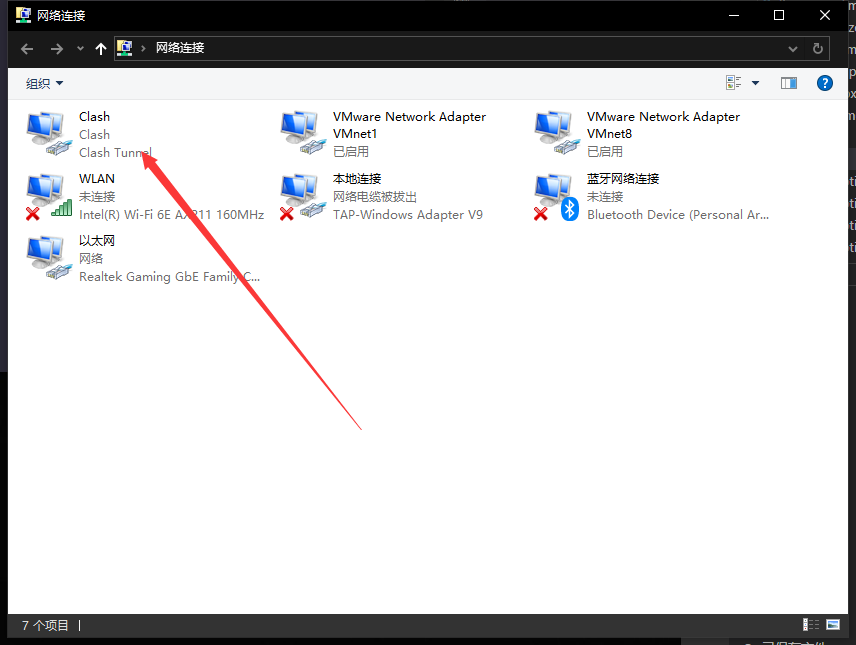 网络连接
网络连接
组织
Clash
Clash
Clash Tunnel
VMware Network Adapter
VMnet1
已启用
VMware Network Adapter
VMnet8
已启用
WLAN
未连接
Intel(R) Wi-Fi 6E AX211 160MHz
本地连接
网络电缆被拔出
TAP-Windows Adapter V9
蓝牙网络连接
未连接
Bluetooth Device (Personal Ar...
以太网
网络
Realtek Gaming GbE Family C...
7 个项目